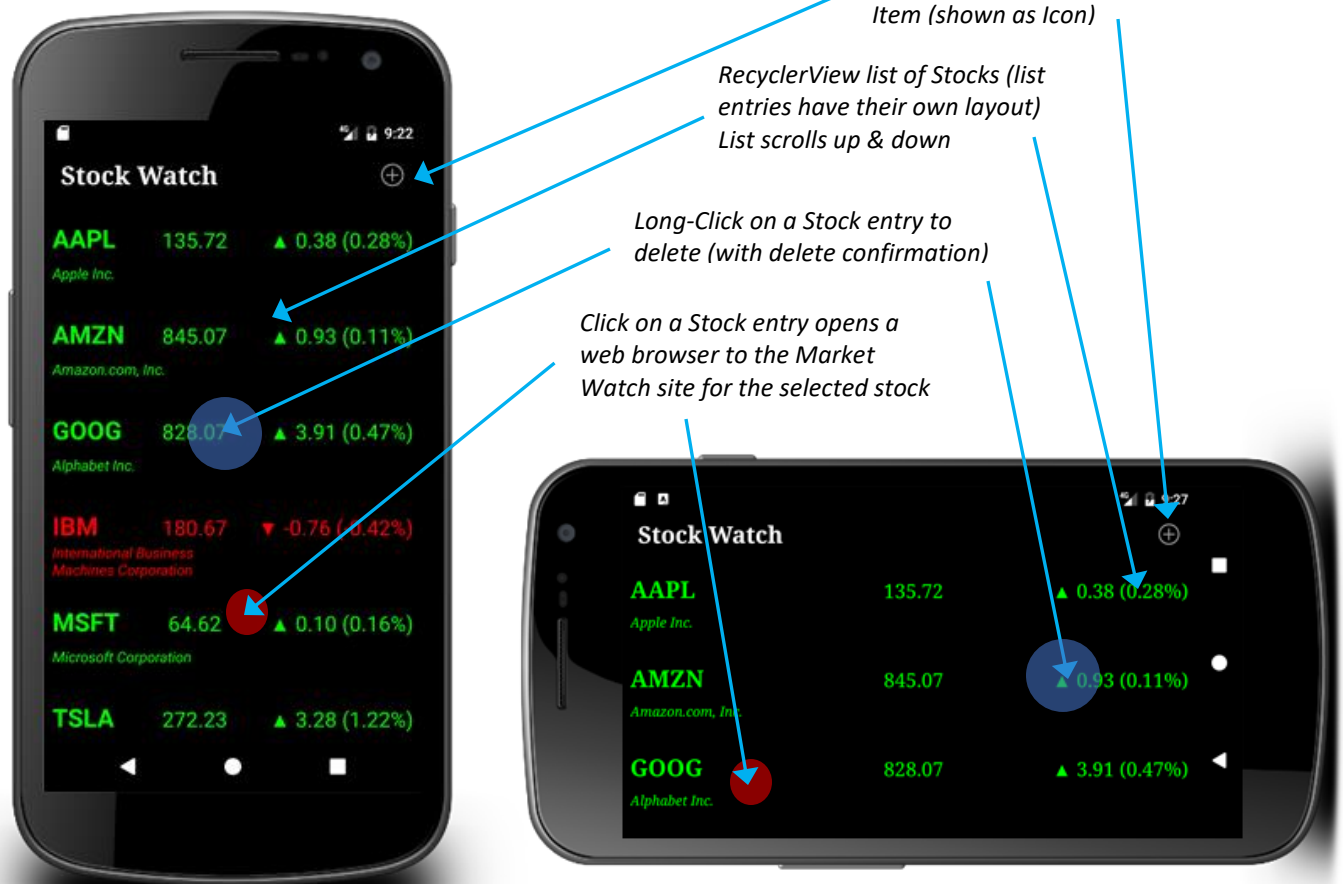 Item (shown as Icon)
RecyclerView list of Stocks (list
entries have their own layout)
List scrolls up & down
Long-Click on a Stock entry to
delete (with delete confirmation)
Click on a Stock entry opens a
web browser to the Market
Watch site for the selected stock
4G 9:22
Stock Watch
AAPL 135.72 ▲ 0.38 (0.28%)
Apple Inc.
AMZN 845.07 ▲ 0.93 (0.11%)
Amazon.com, Inc.
GOOG 828.07 ▲ 3.91 (0.47%)
Alphabet Inc.
IBM 180.67 ▼ -0.76 (-0.42%)
International Business
Machines Corporation
MSFT 64.62 ▲ 0.10 (0.16%)
Microsoft Corporation
TSLA 272.23 ▲ 3.28 (1.22%)
A 4G 9:27
Stock Watch
AAPL 135.72 ▲ 0.38 (0.28%)
Apple Inc.
AMZN 845.07 ▲ 0.93 (0.11%)
Amazon.com, Inc.
GOOG 828.07 ▲ 3.91 (0.47%)
Alphabet Inc.